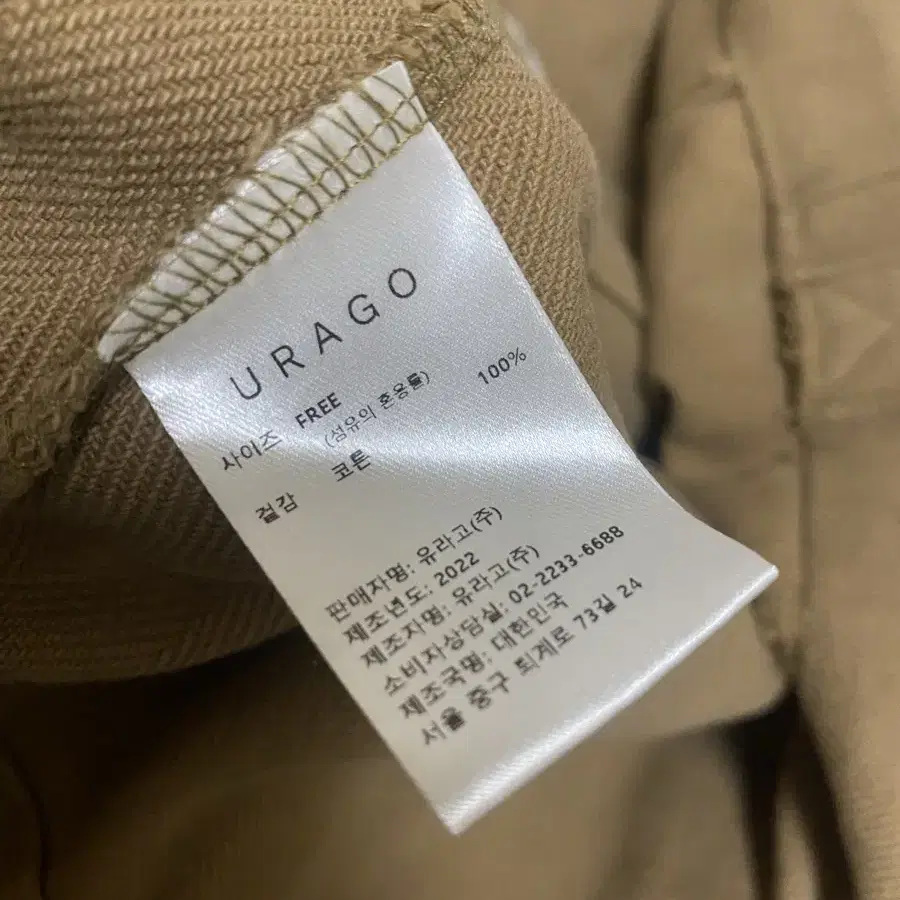 URAGO
사이즈 FREE
(섬유의 혼용률)
겉감 코튼 100%
판매자명: 유라고(주)
제조년도: 2022
제조자명: 유라고(주)
소비자상담실: 02-2233-6688
제조국명: 대한민국
서울 중구 퇴계로 73길 24